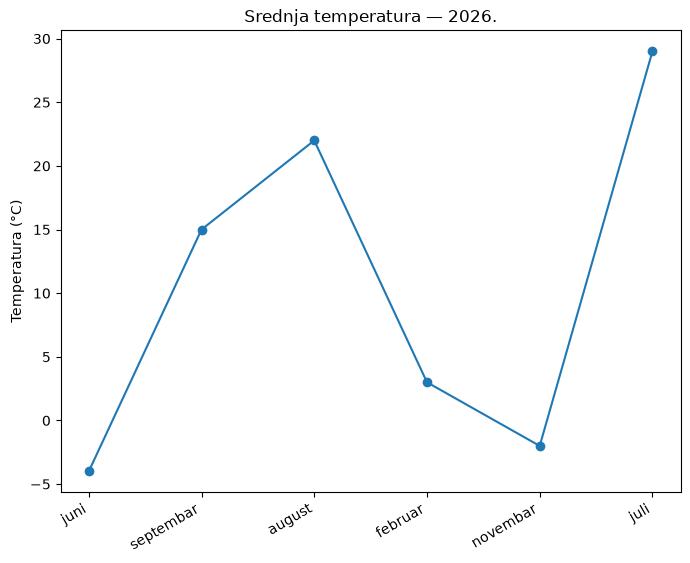 Srednja temperatura — 2026.
Temperatura (°C)
30
25
20
15
10
5
0
−5
juni
septembar
august
februar
novembar
juli